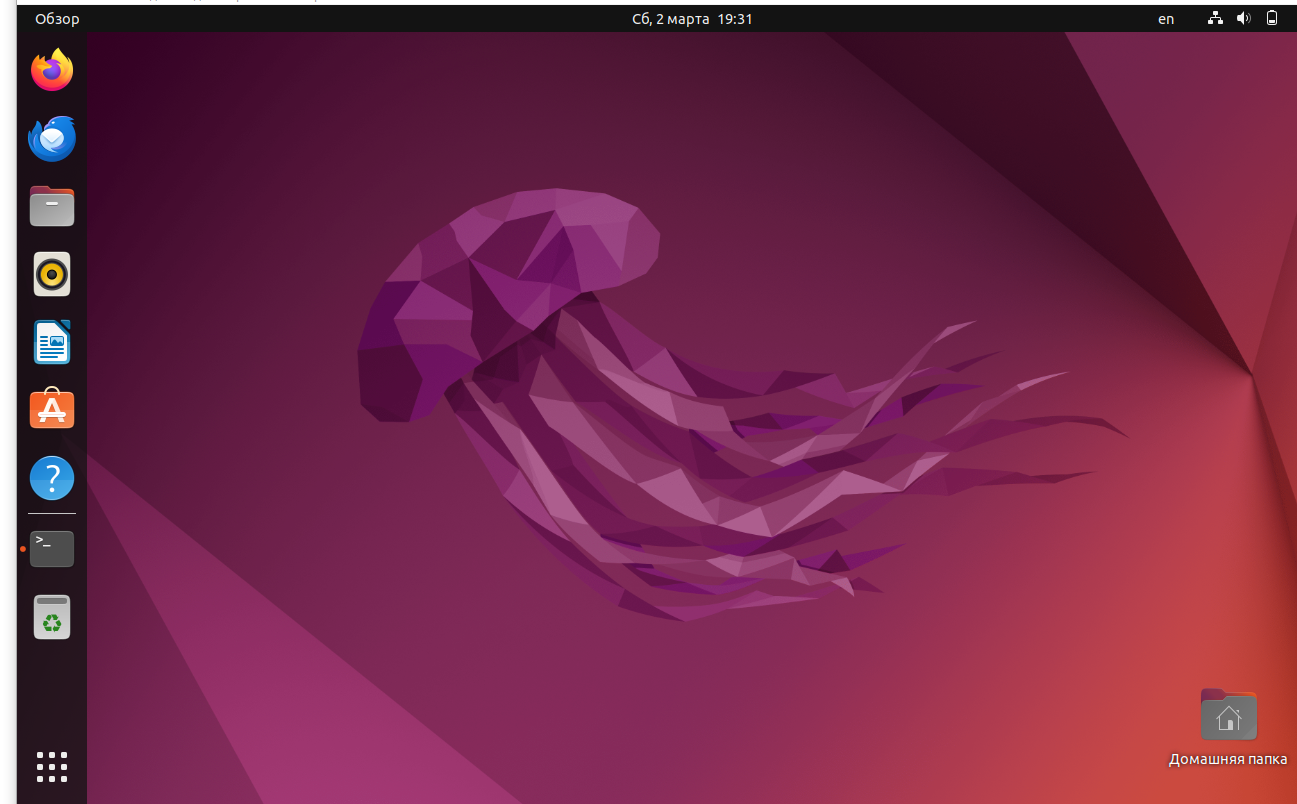 Обзор
Сб, 2 марта 19:31
en
Домашняя папка